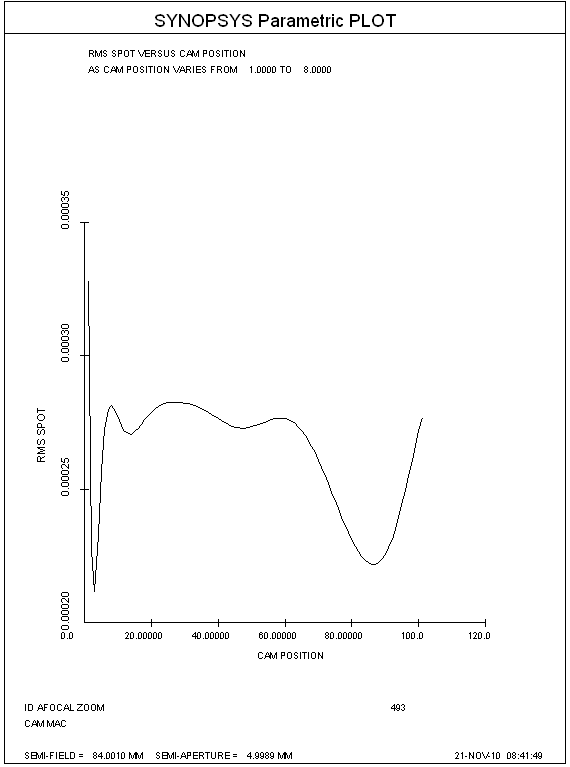 SYNOPSYS Parametric PLOT
RMS SPOT VERSUS CAM POSITION
AS CAM POSITION VARIES FROM 1.0000 TO 8.0000
0.00035
0.00030
0.00025
0.00020
RMS SPOT
0.0 20.00000 40.00000 60.00000 80.00000 100.0 120.0
CAM POSITION
ID AFOCAL ZOOM 493
CAM MAC
SEMI-FIELD = 84.0010 MM SEMI-APERTURE = 4.9989 MM 21-NOV-10 08:41:49